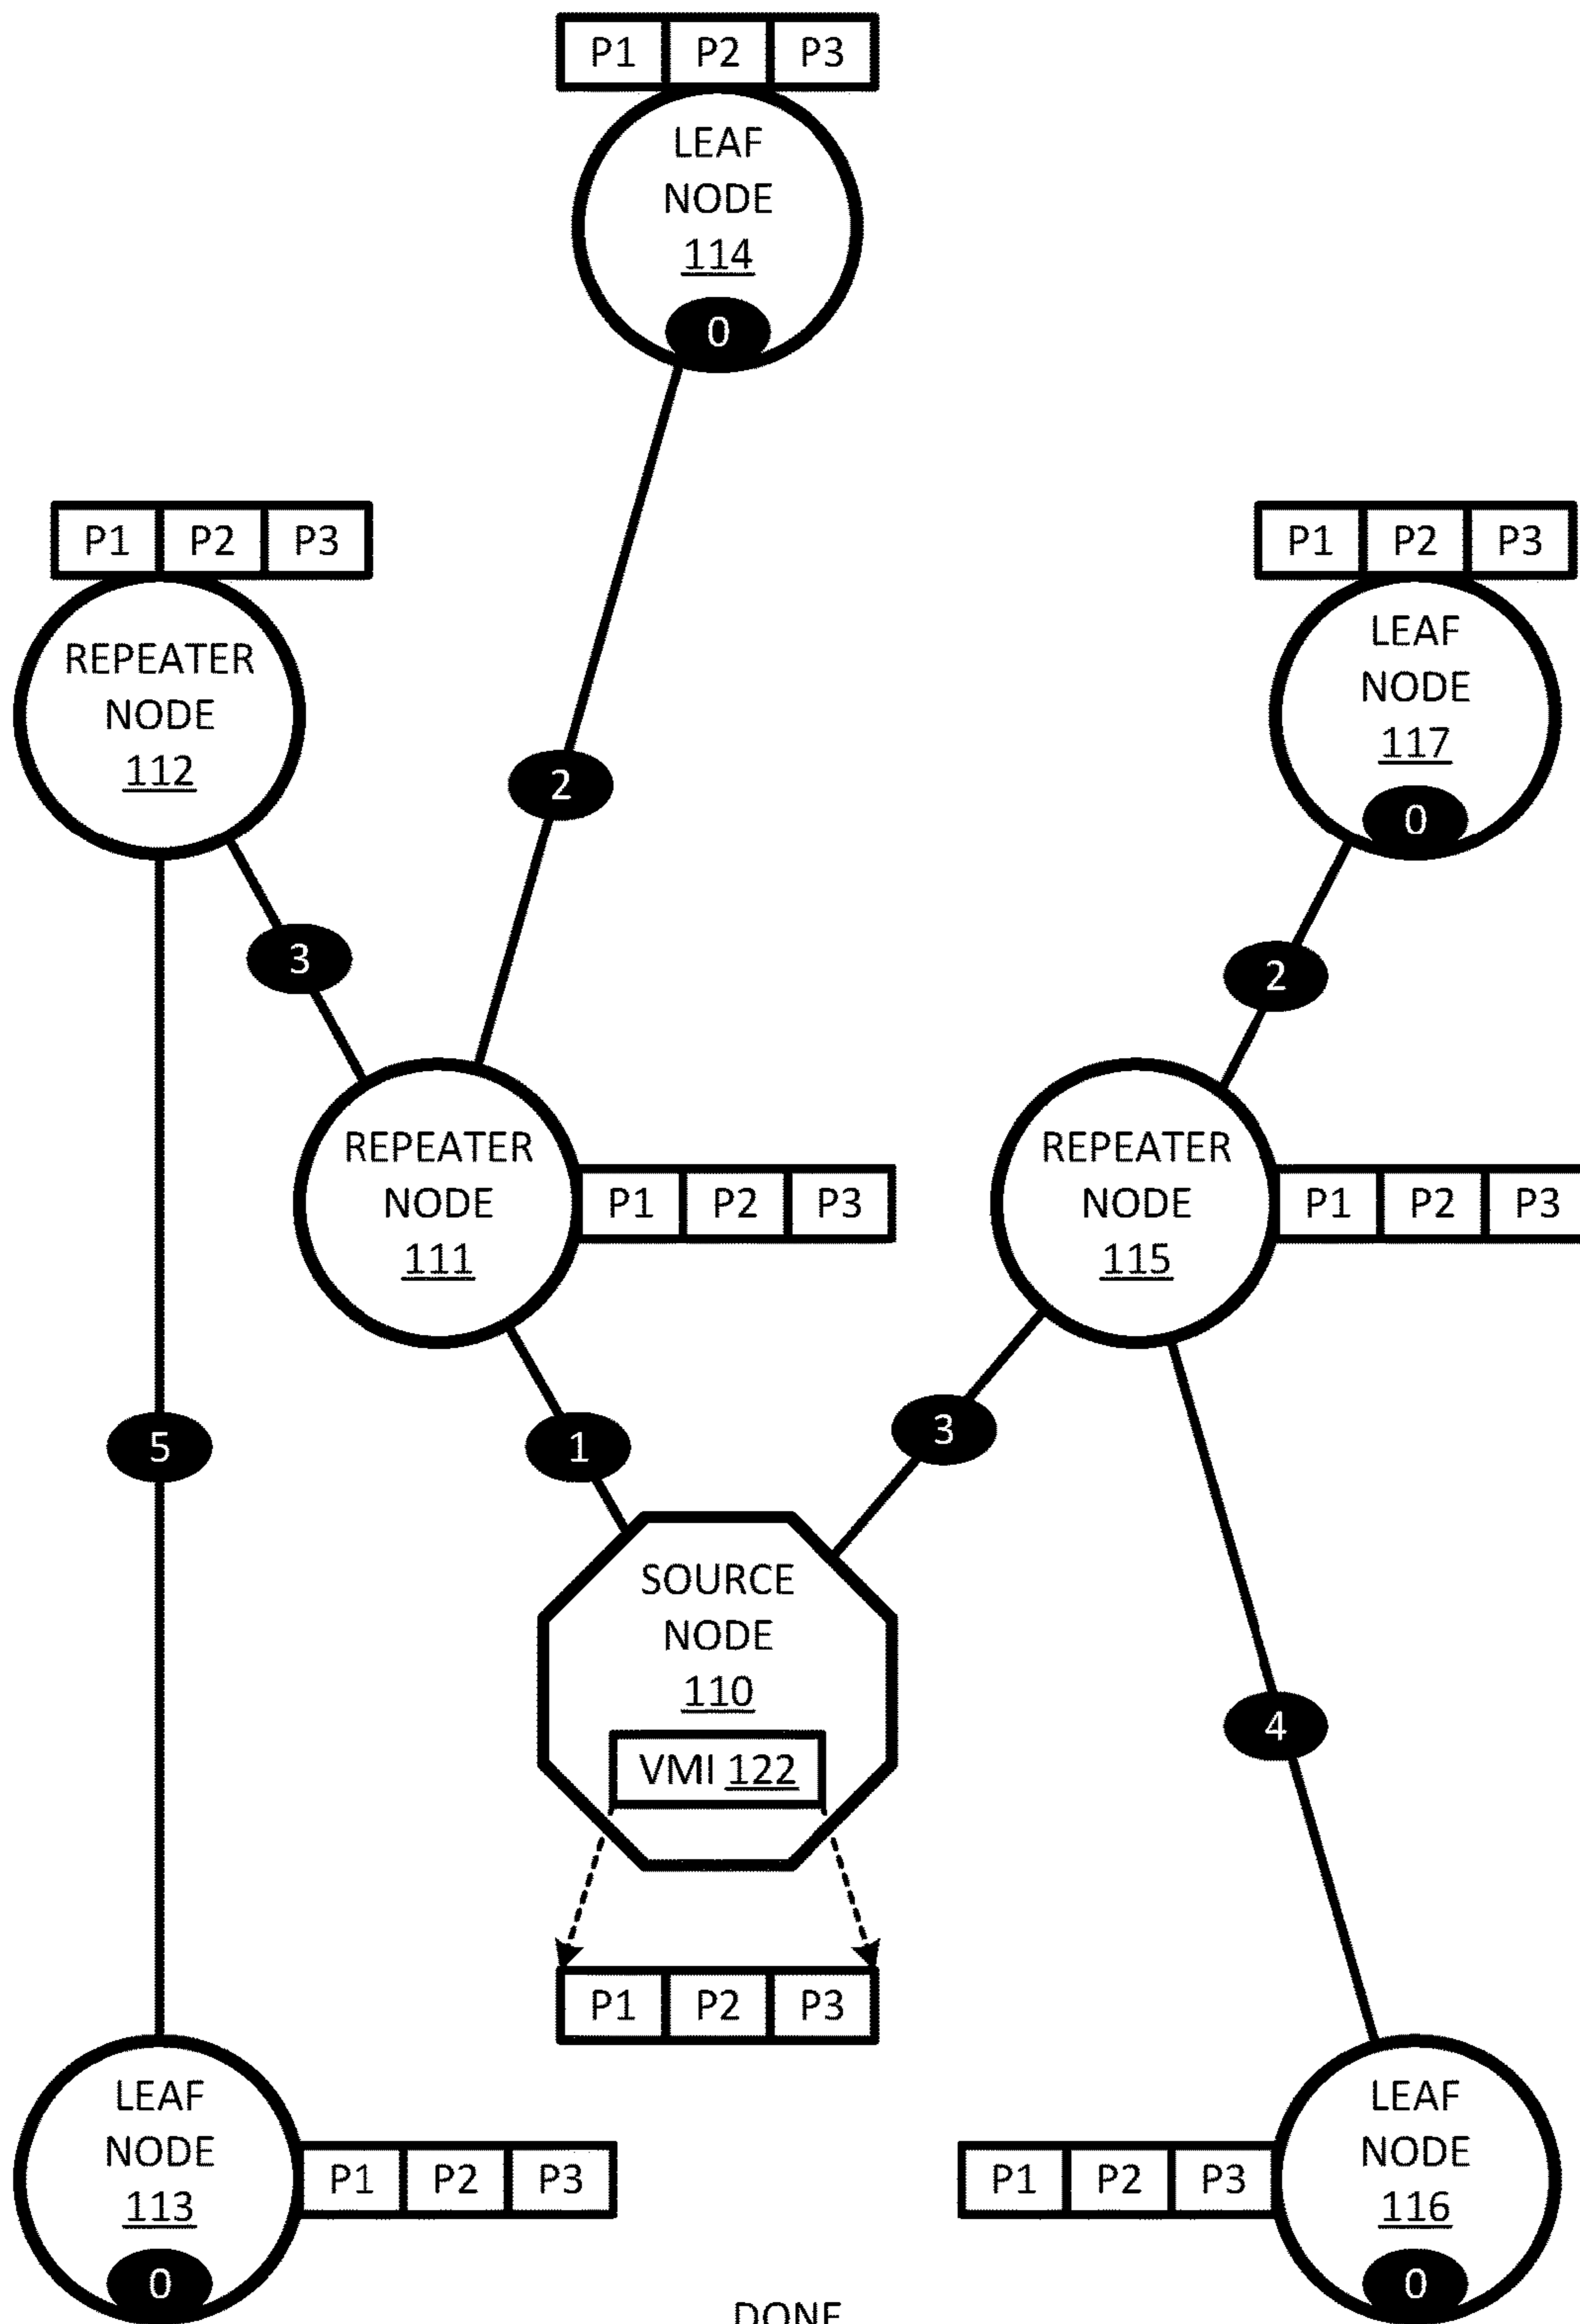 P1 P2 P3
LEAF
NODE
114
0
P1 P2 P3
REPEATER
NODE
112
P1 P2 P3
LEAF
NODE
117
0
2
3
2
REPEATER
NODE
111
P1 P2 P3
REPEATER
NODE
115
P1 P2 P3
5
1
3
SOURCE
NODE
110
VMI 122
4
P1 P2 P3
LEAF
NODE
113
0
P1 P2 P3
P1 P2 P3
LEAF
NODE
116
0
DONE